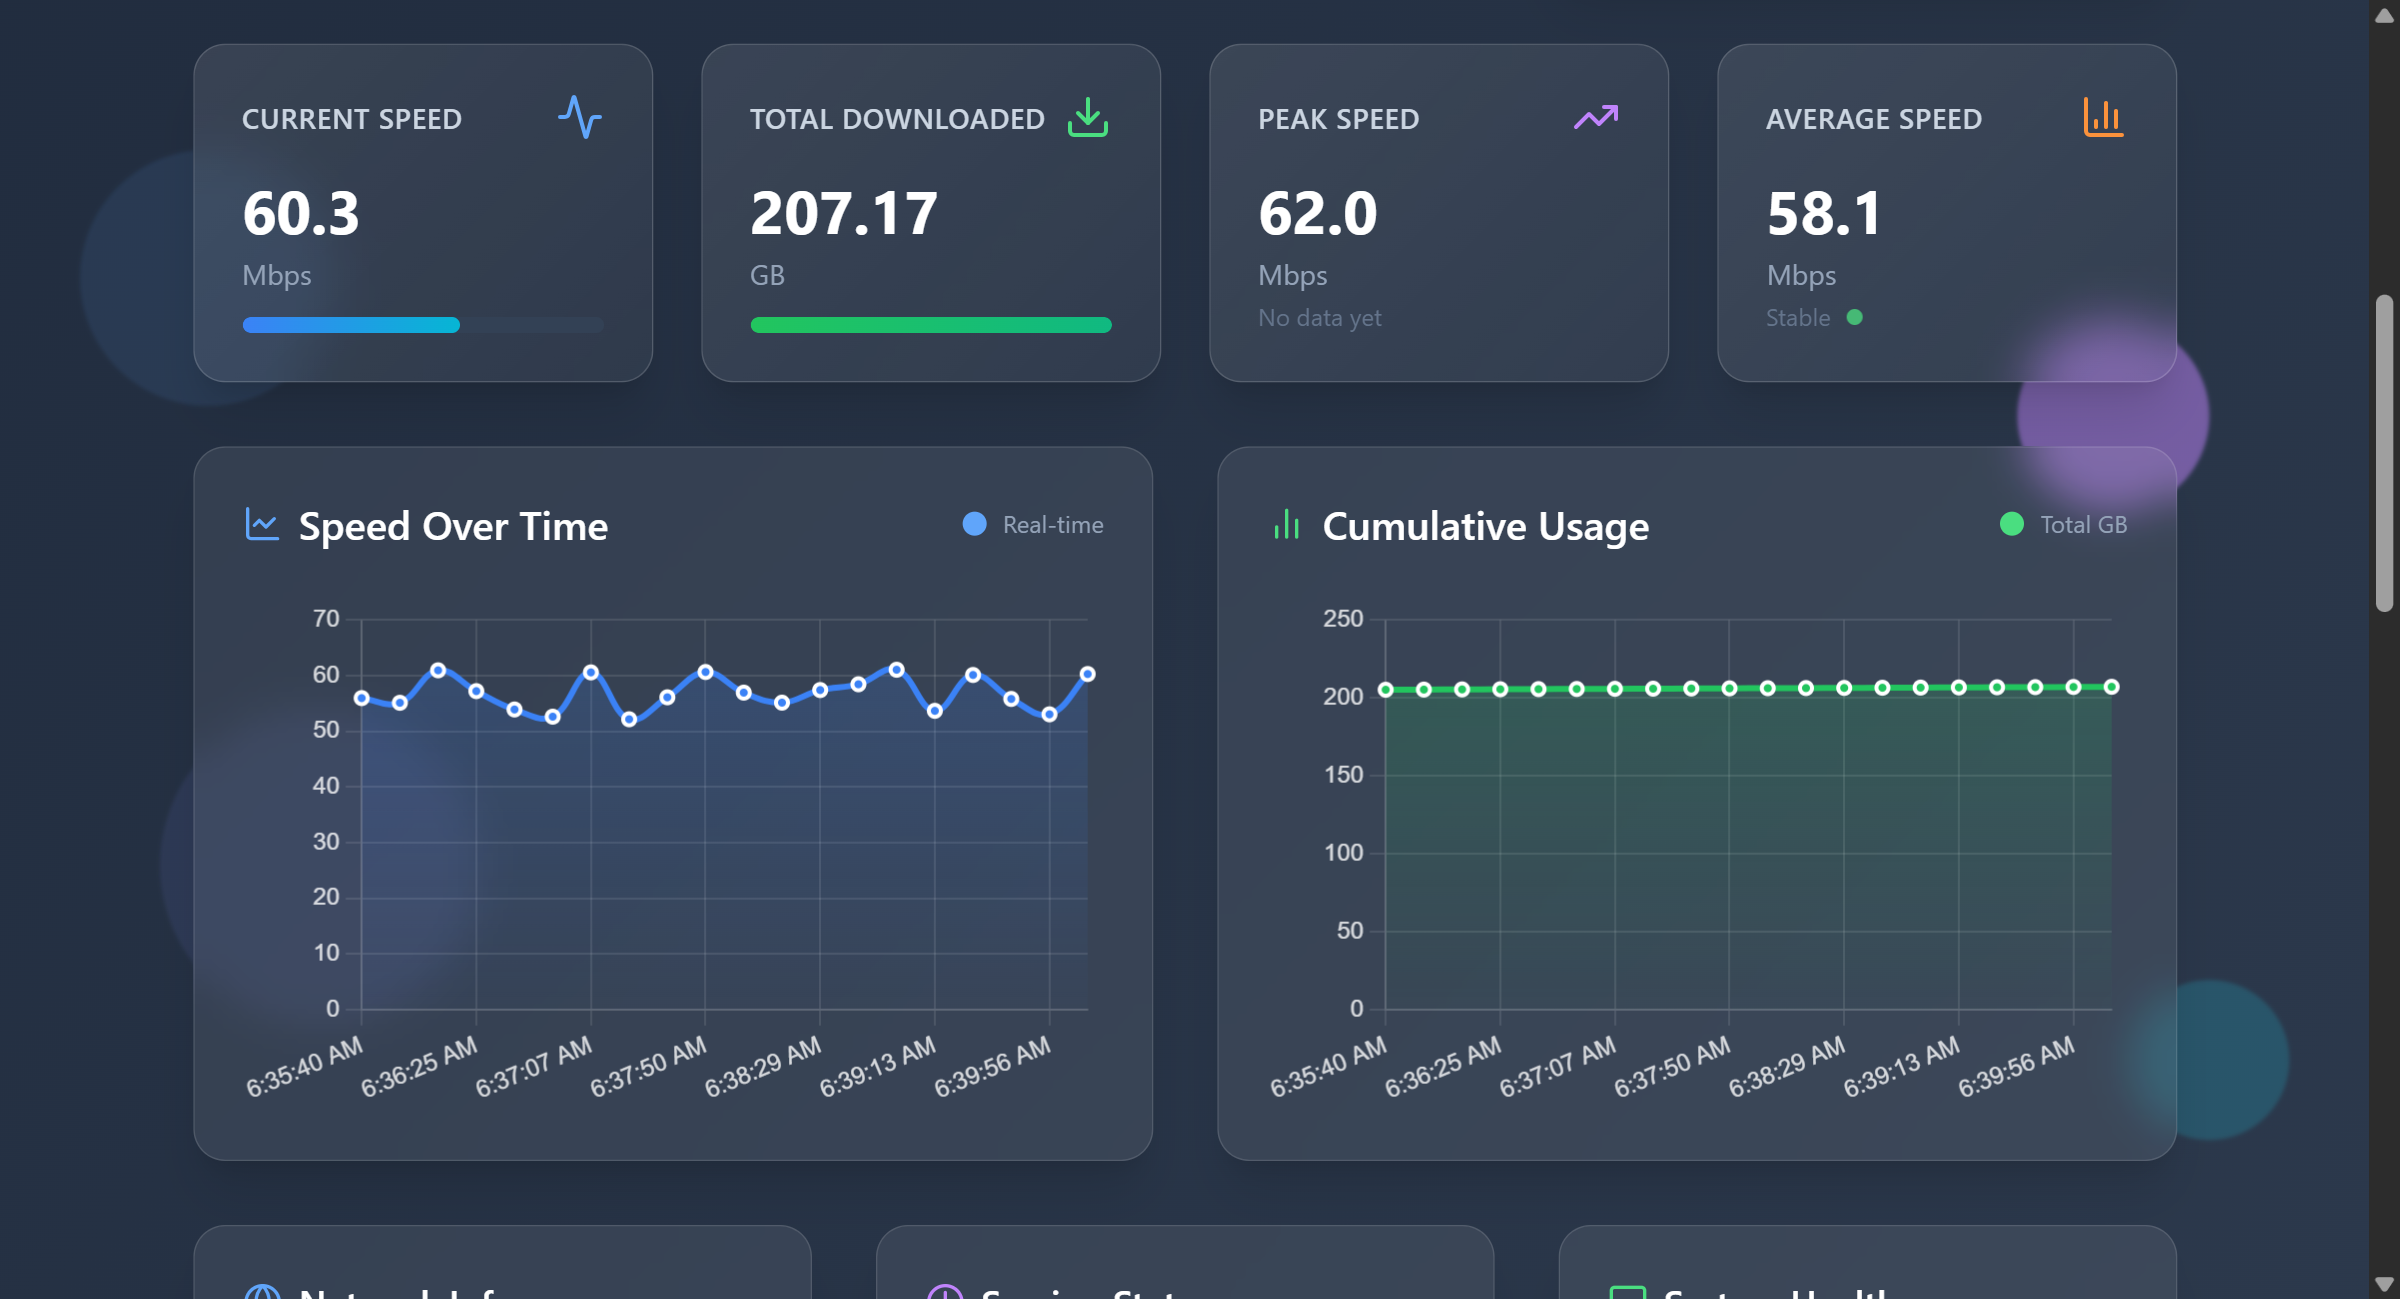 CURRENT SPEED
60.3
Mbps
TOTAL DOWNLOADED
207.17
GB
PEAK SPEED
62.0
Mbps
No data yet
AVERAGE SPEED
58.1
Mbps
Stable
Speed Over Time
Real-time
70
60
50
40
30
20
10
0
6:35:40 AM
6:36:25 AM
6:37:07 AM
6:37:50 AM
6:38:29 AM
6:39:13 AM
6:39:56 AM
Cumulative Usage
Total GB
250
200
150
100
50
0
6:35:40 AM
6:36:25 AM
6:37:07 AM
6:37:50 AM
6:38:29 AM
6:39:13 AM
6:39:56 AM